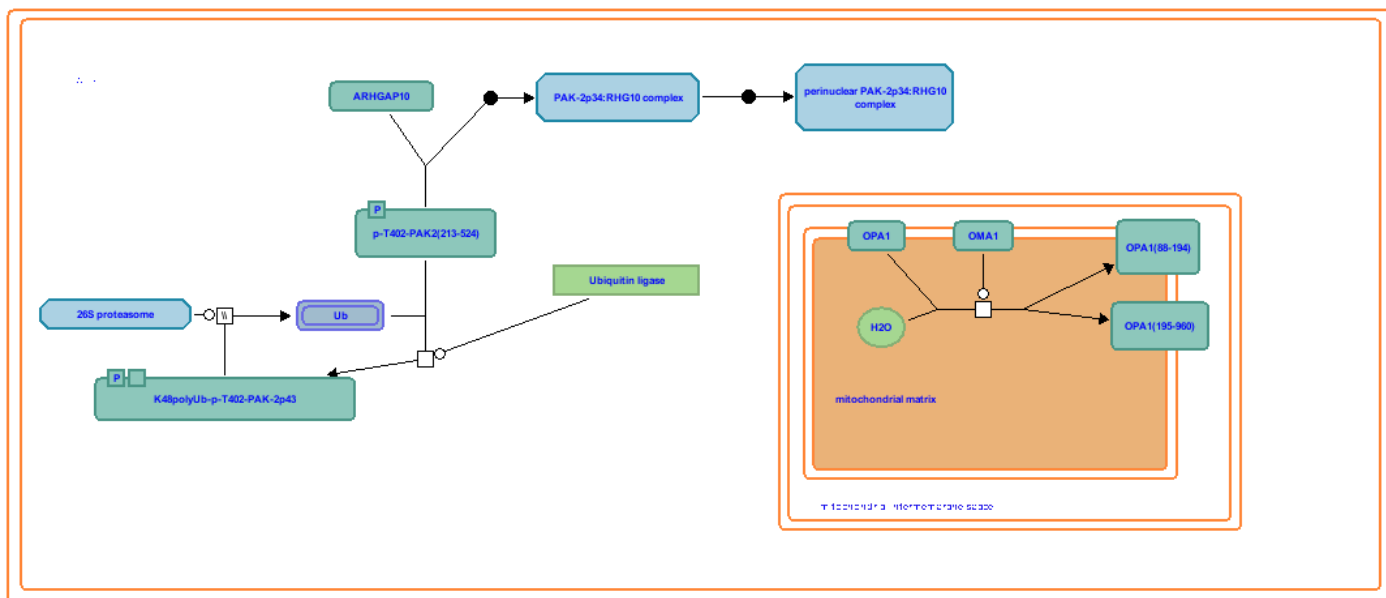 ARHGAP10
PAK-2p34:RHG10 complex
perinuclear PAK-2p34:RHG10
complex
P
p-T402-PAK2(213-524)
OPA1
OMA1
OPA1(88-194)
Ubiquitin ligase
26S proteasome
\\
Ub
H2O
OPA1(195-960)
P
K48polyUb-p-T402-PAK-2p43
mitochondrial matrix